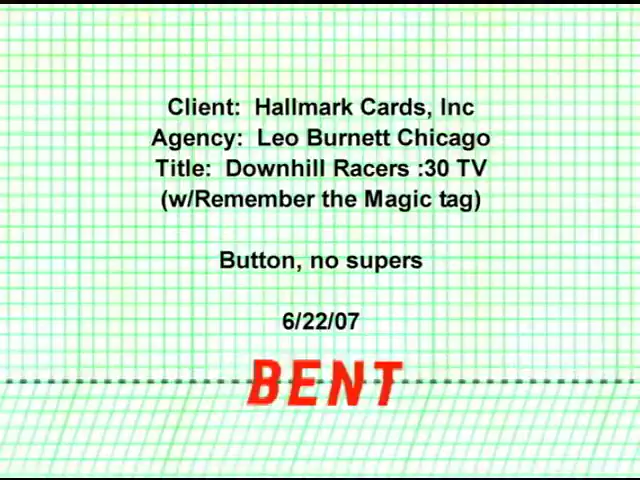 Client:  Hallmark Cards, Inc
Agency:  Leo Burnett Chicago
Title:  Downhill Racers :30 TV
(w/Remember the Magic tag)
Button, no supers
6/22/07
BENT